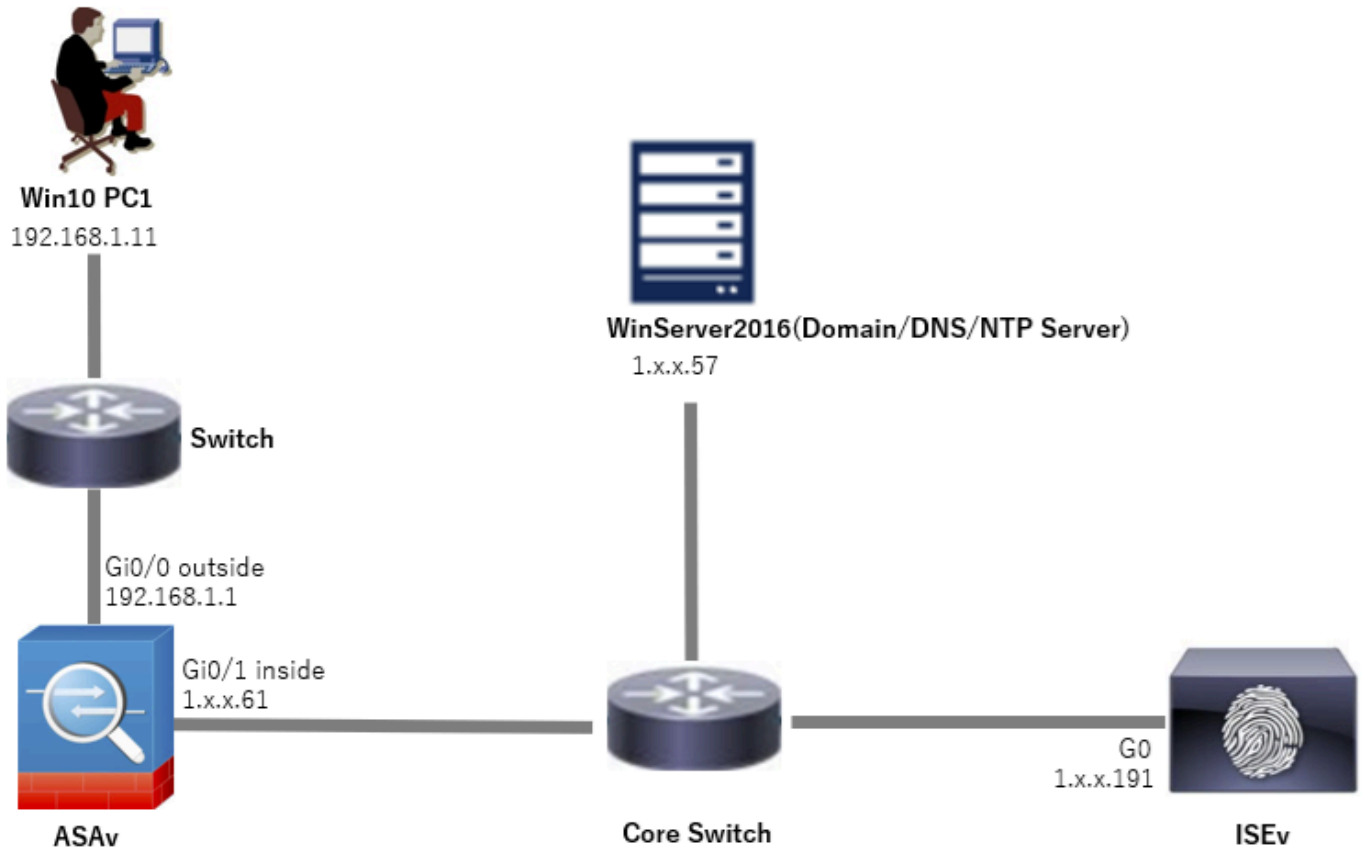 Win10 PC1
192.168.1.11
WinServer2016(Domain/DNS/NTP Server)
1.x.x.57
Switch
Gi0/0 outside
192.168.1.1
Gi0/1 inside
1.x.x.61
G0
1.x.x.191
ASAv
Core Switch
ISEv